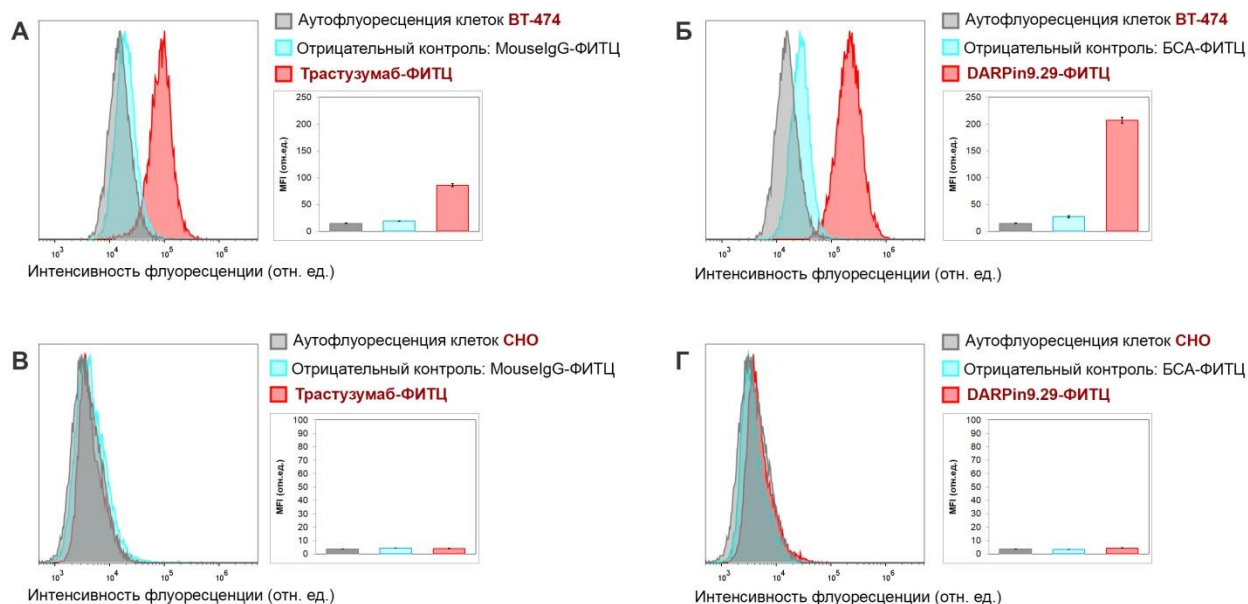 А
Аутофлуоресценция клеток BT-474
Отрицательный контроль: MouseIgG-ФИТЦ
Трастузумаб-ФИТЦ
MFI (отн.ед.)
250
200
150
100
50
0
10³ 10⁴ 10⁵ 10⁶
Интенсивность флуоресценции (отн. ед.)
Б
Аутофлуоресценция клеток BT-474
Отрицательный контроль: БСА-ФИТЦ
DARPin9.29-ФИТЦ
MFI (отн.ед.)
250
200
150
100
50
0
10³ 10⁴ 10⁵ 10⁶
Интенсивность флуоресценции (отн. ед.)
В
Аутофлуоресценция клеток CHO
Отрицательный контроль: MouseIgG-ФИТЦ
Трастузумаб-ФИТЦ
MFI (отн.ед.)
100
90
80
70
60
50
40
30
20
10
0
10³ 10⁴ 10⁵ 10⁶
Интенсивность флуоресценции (отн. ед.)
Г
Аутофлуоресценция клеток CHO
Отрицательный контроль: БСА-ФИТЦ
DARPin9.29-ФИТЦ
MFI (отн.ед.)
100
90
80
70
60
50
40
30
20
10
0
10³ 10⁴ 10⁵ 10⁶
Интенсивность флуоресценции (отн. ед.)